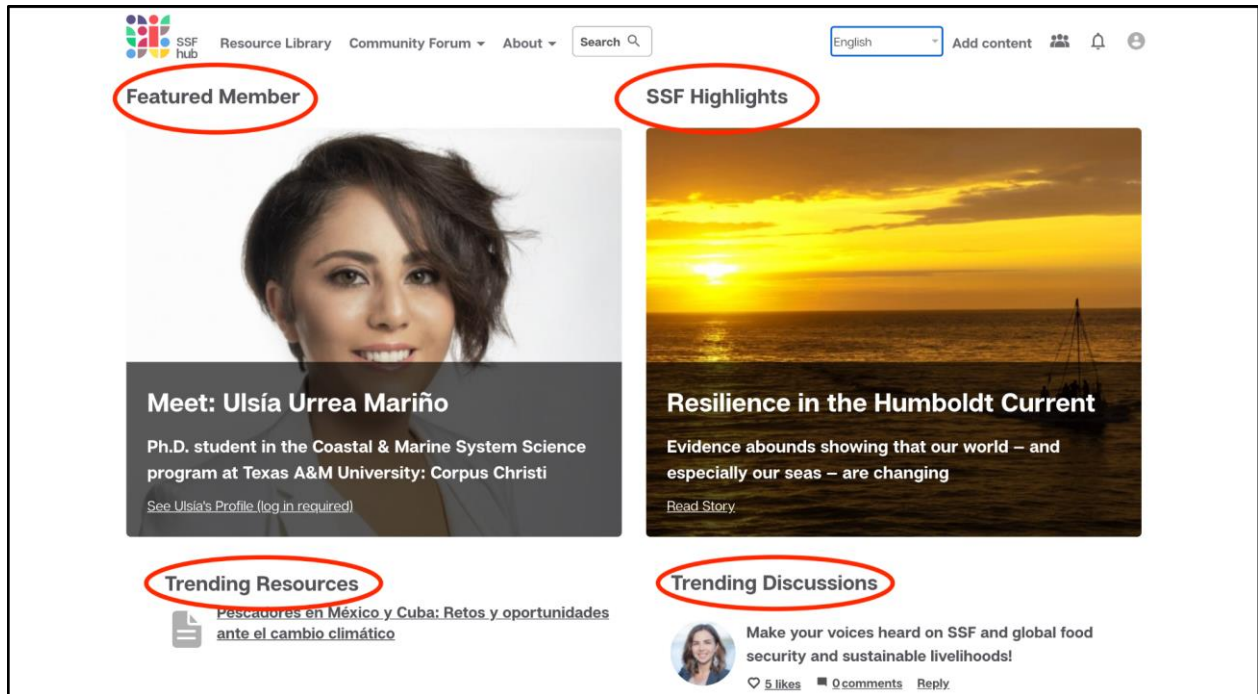 SSF
hub
Resource Library
Community Forum
About
Search
English
Add content
Featured Member
SSF Highlights
Meet: Ulsía Urrea Mariño
Ph.D. student in the Coastal & Marine System Science
program at Texas A&M University: Corpus Christi
See Ulsía's Profile (log in required)
Resilience in the Humboldt Current
Evidence abounds showing that our world – and
especially our seas – are changing
Read Story
Trending Resources
Pescadores en México y Cuba: Retos y oportunidades
ante el cambio climático
Trending Discussions
Make your voices heard on SSF and global food
security and sustainable livelihoods!
5 likes
0 comments
Reply